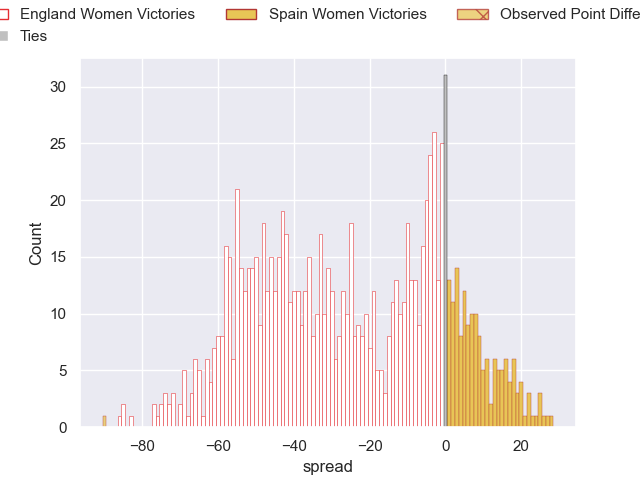 England Women Victories Spain Women Victories Observed Point Diffe
Ties
30
25
20
15
10
5
0
Count
−80 −60 −40 −20 0 20
spread